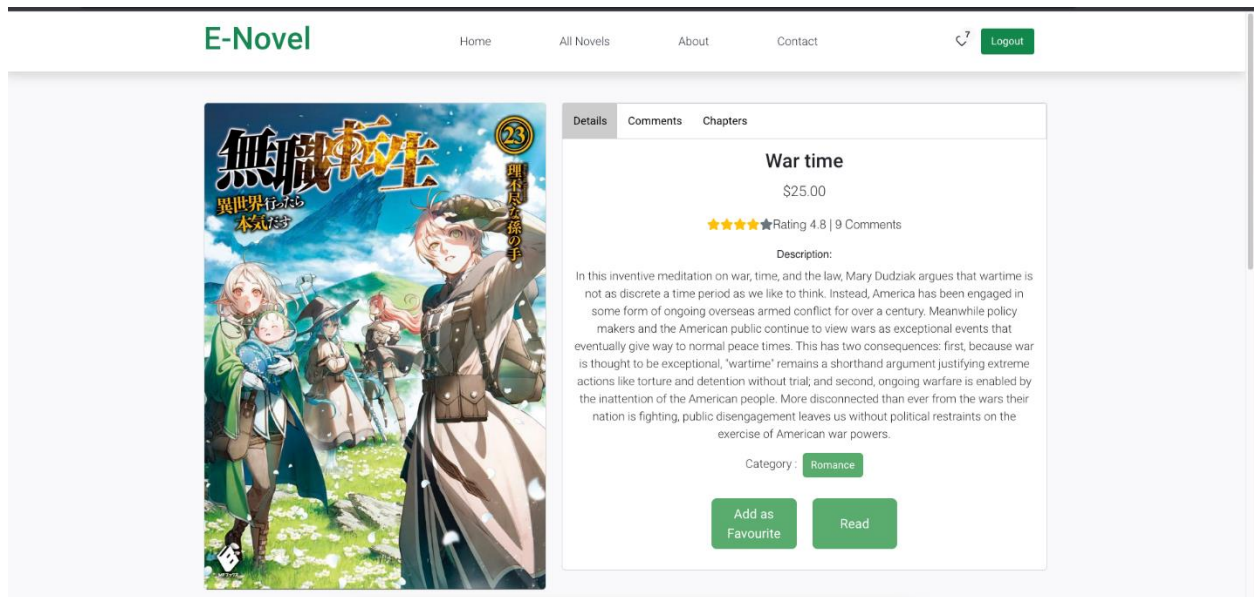 E-Novel
Home
All Novels
About
Contact
7
Logout
無職転生
23
異世界行ったら
本気だす
理不尽な孫の手
Details
Comments
Chapters
War time
$25.00
Rating 4.8 | 9 Comments
Description:
In this inventive meditation on war, time, and the law, Mary Dudziak argues that wartime is
not as discrete a time period as we like to think. Instead, America has been engaged in
some form of ongoing overseas armed conflict for over a century. Meanwhile policy
makers and the American public continue to view wars as exceptional events that
eventually give way to normal peace times. This has two consequences: first, because war
is thought to be exceptional, "wartime" remains a shorthand argument justifying extreme
actions like torture and detention without trial; and second, ongoing warfare is enabled by
the inattention of the American people. More disconnected than ever from the wars their
nation is fighting, public disengagement leaves us without political restraints on the
exercise of American war powers.
Category :
Romance
Add as
Favourite
Read